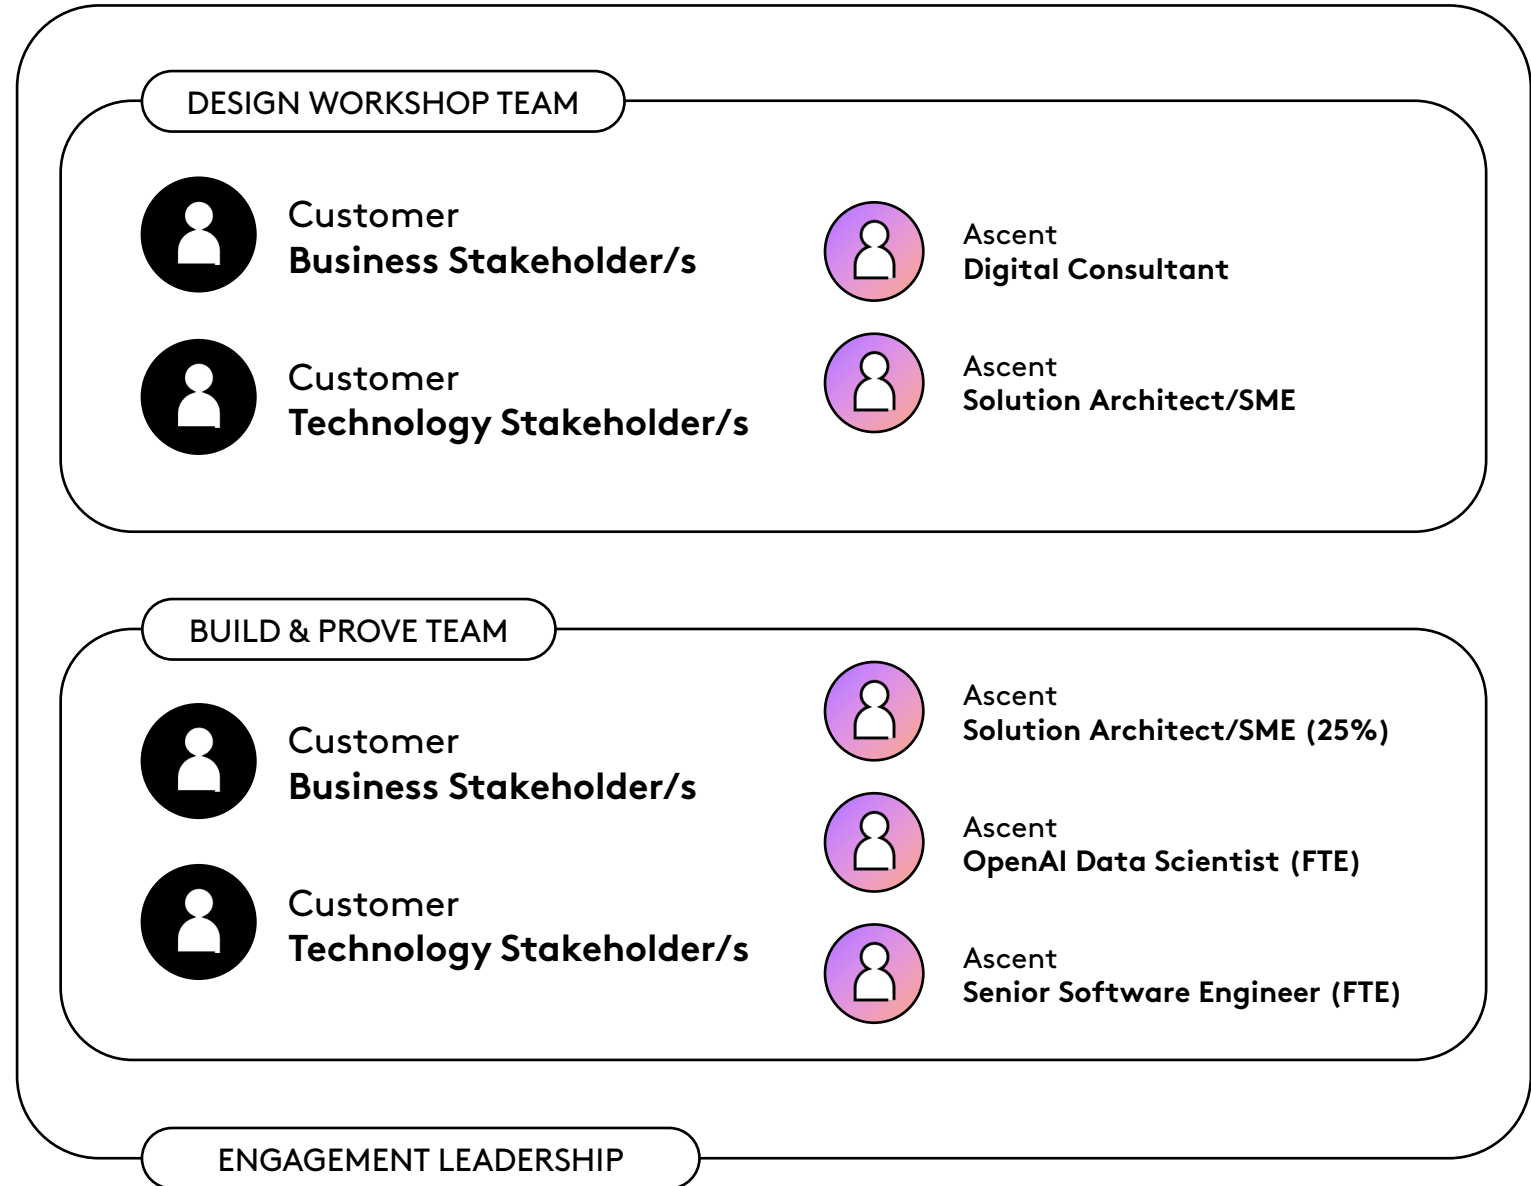 DESIGN WORKSHOP TEAM
Customer
Business Stakeholder/s
Customer
Technology Stakeholder/s
Ascent
Digital Consultant
Ascent
Solution Architect/SME
BUILD & PROVE TEAM
Customer
Business Stakeholder/s
Customer
Technology Stakeholder/s
Ascent
Solution Architect/SME (25%)
Ascent
OpenAI Data Scientist (FTE)
Ascent
Senior Software Engineer (FTE)
ENGAGEMENT LEADERSHIP